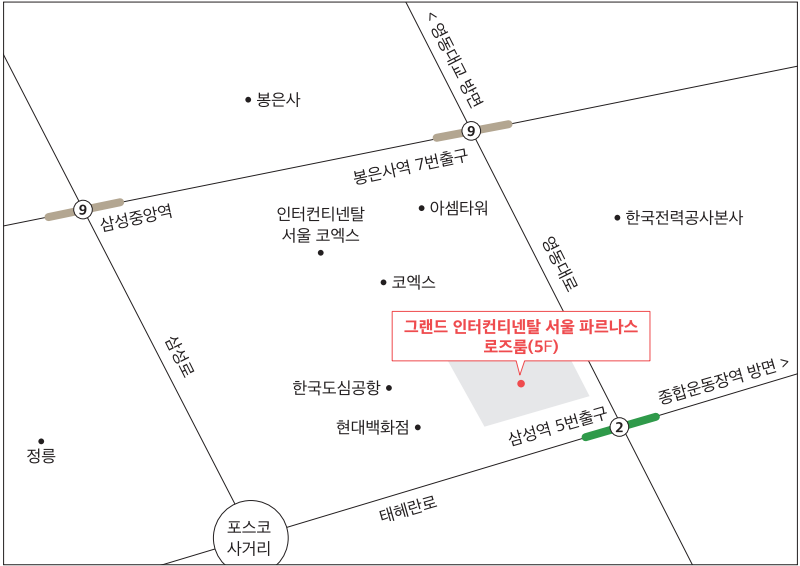 < 영동대교 방면
봉은사
9
봉은사역 7번출구
9
삼성중앙역
인터컨티넨탈
서울 코엑스
아셈타워
한국전력공사본사
영동대로
코엑스
그랜드 인터컨티넨탈 서울 파르나스
로즈룸(5F)
삼성로
한국도심공항
종합운동장역 방면 >
현대백화점
삼성역 5번출구
2
정릉
태헤란로
포스코
사거리